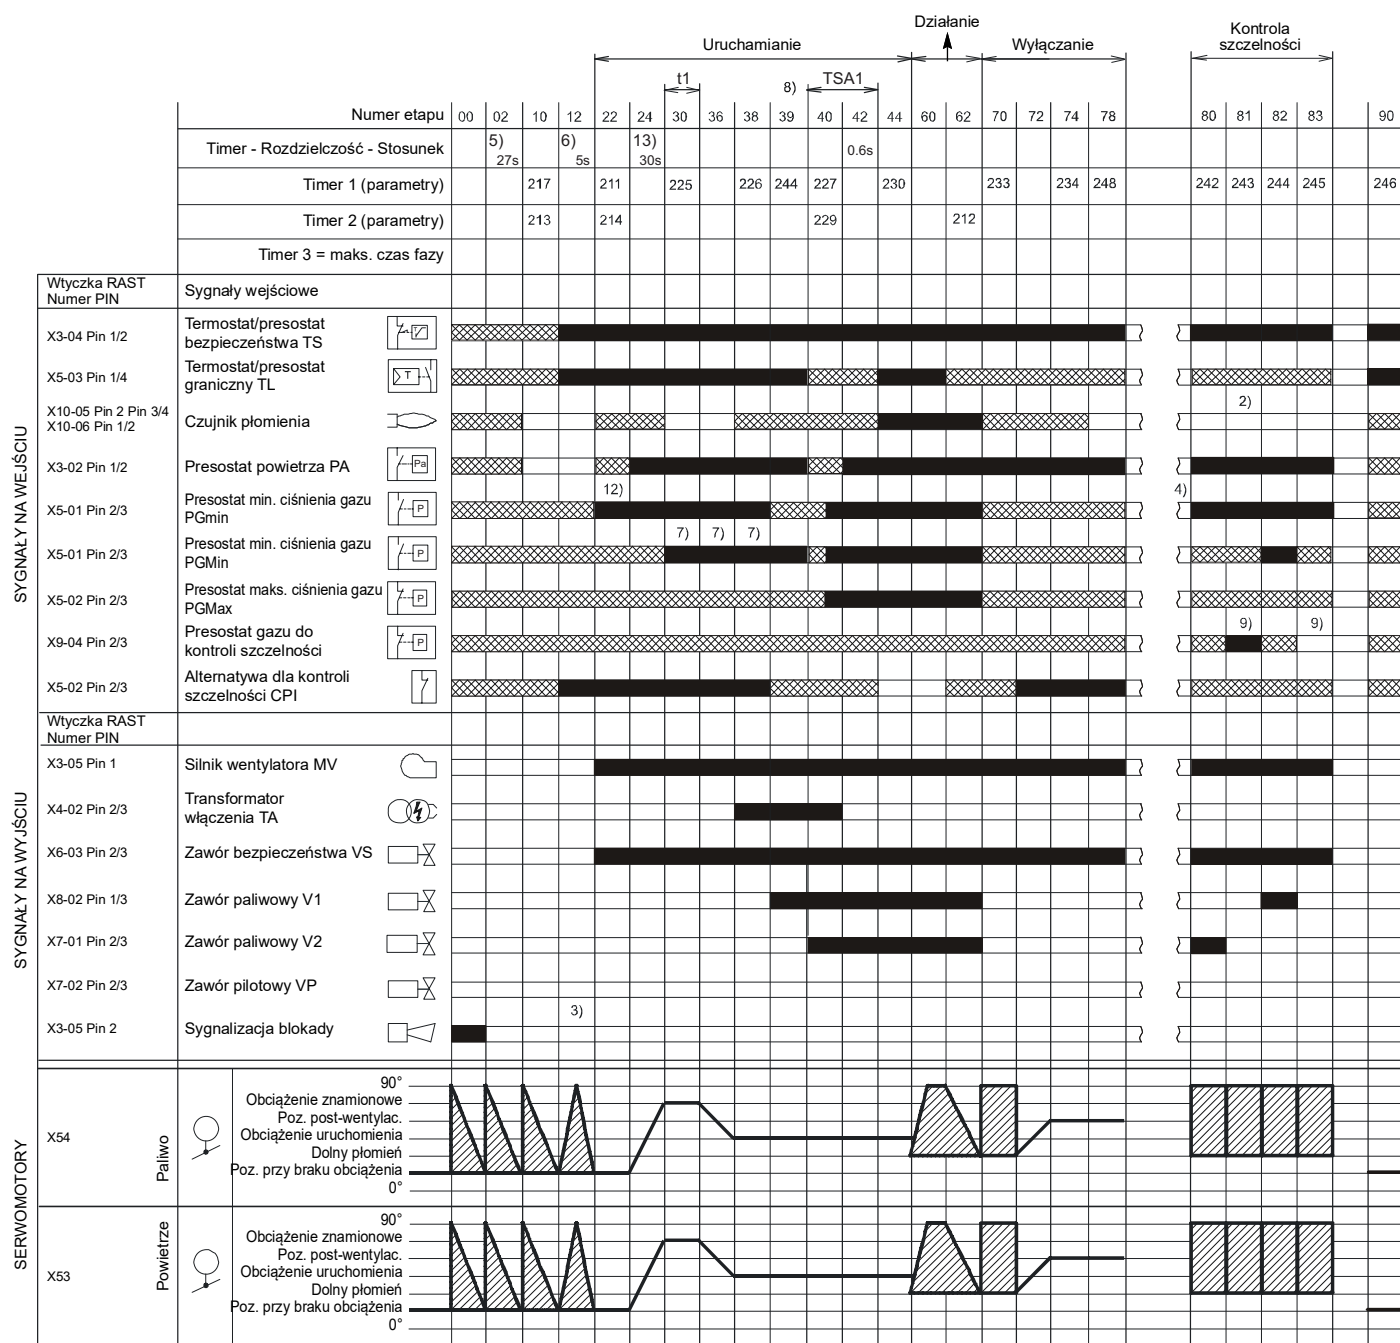 Działanie
Uruchamianie
Wyłączanie
Kontrola
szczelności
t1
8)
TSA1
Numer etapu 00 02 10 12 22 24 30 36 38 39 40 42 44 60 62 70 72 74 78 80 81 82 83 90
Timer - Rozdzielczość - Stosunek 5) 27s 6) 5s 13) 30s 0.6s
Timer 1 (parametry) 217 211 225 226 244 227 230 233 234 248 242 243 244 245 246
Timer 2 (parametry) 213 214 229 212
Timer 3 = maks. czas fazy
Wtyczka RAST
Numer PIN
Sygnały wejściowe
SYGNAŁY NA WEJŚCIU
X3-04 Pin 1/2
Termostat/presostat
bezpieczeństwa TS
X5-03 Pin 1/4
Termostat/presostat
graniczny TL
T
2)
X10-05 Pin 2 Pin 3/4
X10-06 Pin 1/2
Czujnik płomienia
X3-02 Pin 1/2
Presostat powietrza PA
Pa
12)
4)
X5-01 Pin 2/3
Presostat min. ciśnienia gazu
PGmin
P
7) 7) 7)
X5-01 Pin 2/3
Presostat min. ciśnienia gazu
PGMin
P
X5-02 Pin 2/3
Presostat maks. ciśnienia gazu
PGMax
P
9) 9)
X9-04 Pin 2/3
Presostat gazu do
kontroli szczelności
P
X5-02 Pin 2/3
Alternatywa dla kontroli
szczelności CPI
Wtyczka RAST
Numer PIN
SYGNAŁY NA WYJŚCIU
X3-05 Pin 1
Silnik wentylatora MV
X4-02 Pin 2/3
Transformator
włączenia TA
X6-03 Pin 2/3
Zawór bezpieczeństwa VS
X8-02 Pin 1/3
Zawór paliwowy V1
X7-01 Pin 2/3
Zawór paliwowy V2
X7-02 Pin 2/3
Zawór pilotowy VP
3)
X3-05 Pin 2
Sygnalizacja blokady
SERWOMOTORY
X54
Paliwo
90°
Obciążenie znamionowe
Poz. post-wentylac.
Obciążenie uruchomienia
Dolny płomień
Poz. przy braku obciążenia
0°
X53
Powietrze
90°
Obciążenie znamionowe
Poz. post-wentylac.
Obciążenie uruchomienia
Dolny płomień
Poz. przy braku obciążenia
0°